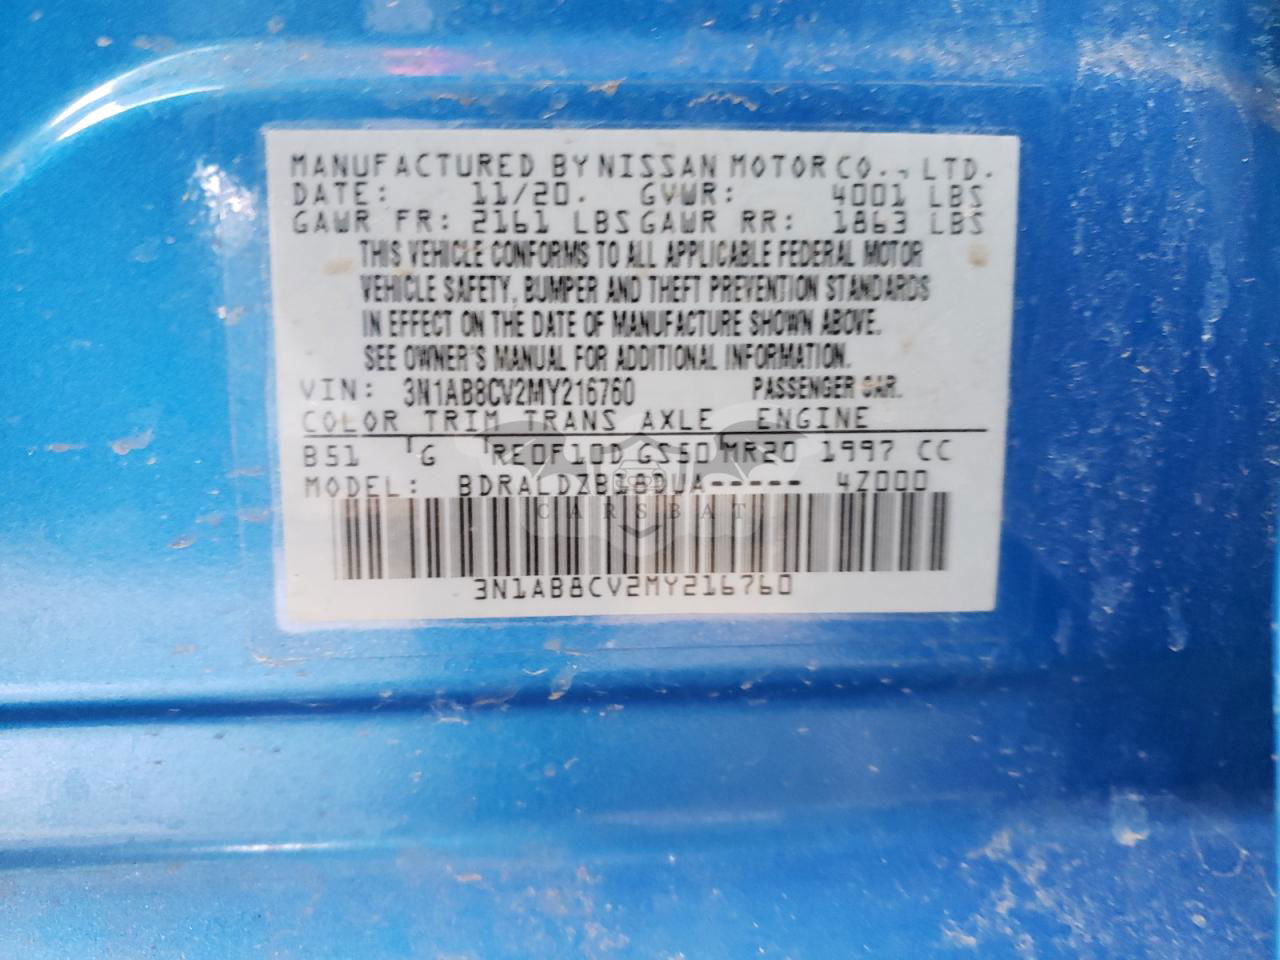 MANUFACTURED BY NISSAN MOTOR CO., LTD.
DATE: 11/20. GVWR: 4001 LBS
GAWR FR: 2161 LBS GAWR RR: 1863 LBS
THIS VEHICLE CONFORMS TO ALL APPLICABLE FEDERAL MOTOR
VEHICLE SAFETY, BUMPER AND THEFT PREVENTION STANDARDS
IN EFFECT ON THE DATE OF MANUFACTURE SHOWN ABOVE.
SEE OWNER'S MANUAL FOR ADDITIONAL INFORMATION.
VIN: 3N1AB8CV2MY216760 PASSENGER CAR.
COLOR TRIM TRANS AXLE ENGINE
B51 G RE0F10D GS50 MR20 1997 CC
MODEL: 4Z000
CARSBAT
3N1AB8CV2MY216760